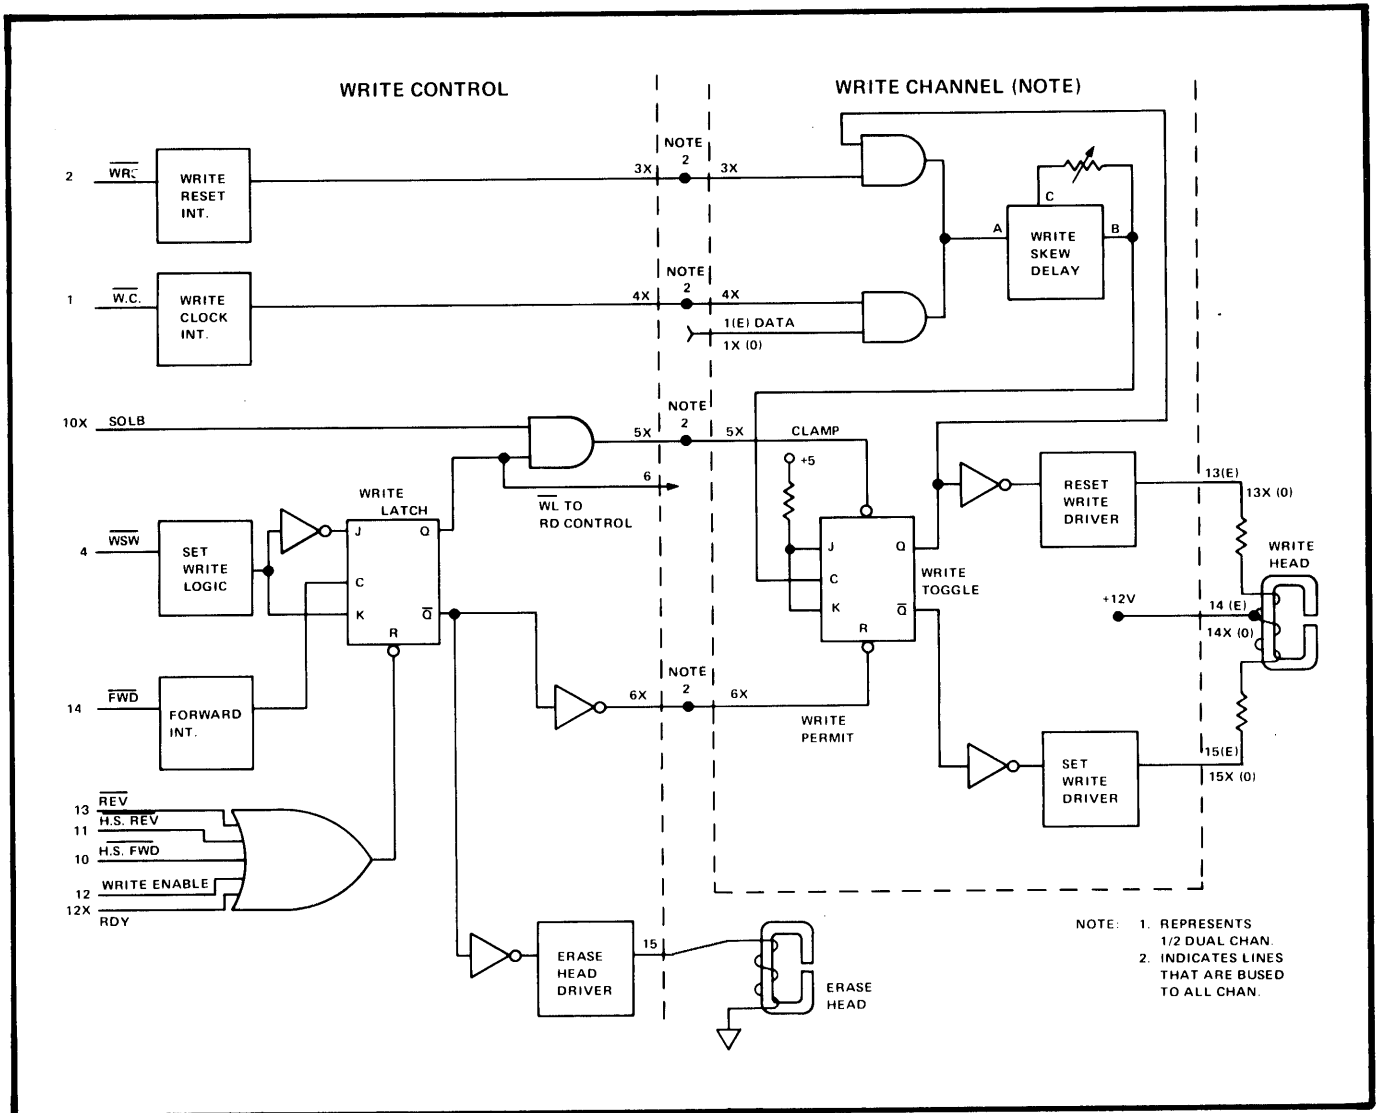 WRITE CONTROL
WRITE CHANNEL (NOTE)
2
WRITE
RESET
INT.
3X
NOTE
2
3X
C
A
WRITE
SKEW
DELAY
B
1
W.C.
WRITE
CLOCK
INT.
4X
NOTE
2
4X
1(E) DATA
1X (0)
10X
SOLB
5X
NOTE
2
5X
CLAMP
+5
6
WL TO
RD CONTROL
WRITE
LATCH
4
WSW
SET
WRITE
LOGIC
J
Q
C
K
Q
R
J
Q
C
K
Q
R
WRITE
TOGGLE
RESET
WRITE
DRIVER
13(E)
13X (0)
WRITE
HEAD
+12V
14 (E)
14X (0)
14
FWD
FORWARD
INT.
6X
NOTE
2
6X
WRITE
PERMIT
SET
WRITE
DRIVER
15(E)
15X (0)
13
REV
11
H.S. REV
10
H.S. FWD
12
WRITE ENABLE
12X
RDY
ERASE
HEAD
DRIVER
15
ERASE
HEAD
NOTE: 1. REPRESENTS
1/2 DUAL CHAN.
2. INDICATES LINES
THAT ARE BUSED
TO ALL CHAN.